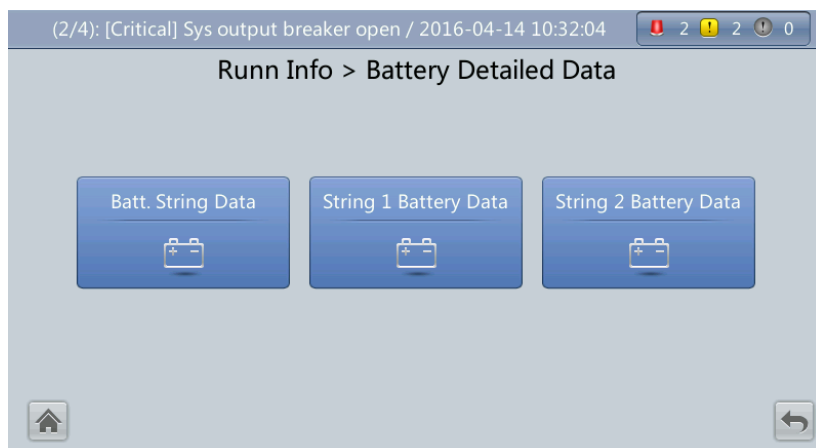 (2/4): [Critical] Sys output breaker open / 2016-04-14 10:32:04 2 2 0
Runn Info > Battery Detailed Data
Batt. String Data String 1 Battery Data String 2 Battery Data